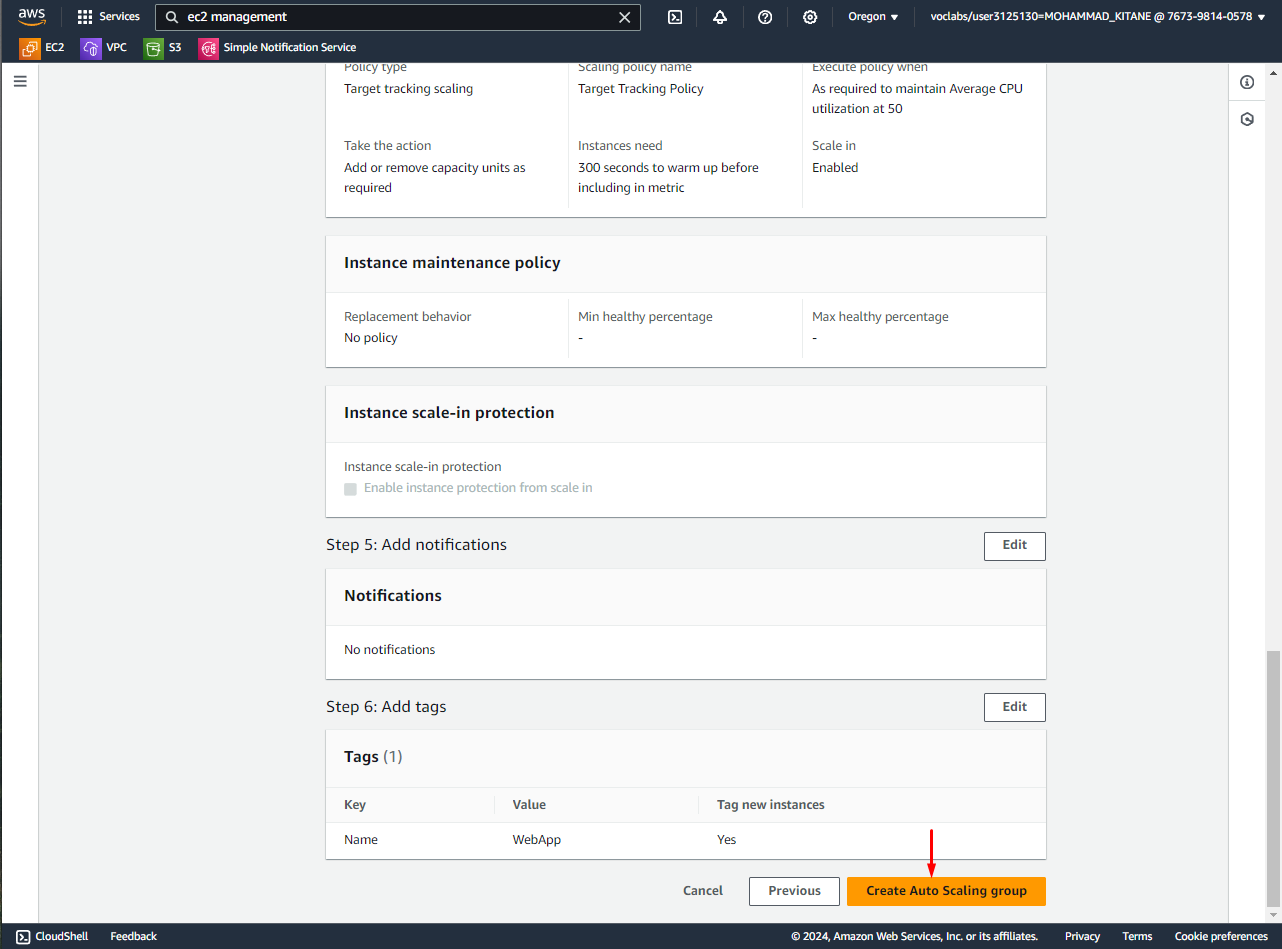 aws
Services
ec2 management
Oregon
voclabs/user3125130=MOHAMMAD_KITANE @ 7673-9814-0578
EC2
VPC
S3
Simple Notification Service
Policy type
Scaling policy name
Execute policy when
Target tracking scaling
Target Tracking Policy
As required to maintain Average CPU
utilization at 50
Take the action
Instances need
Scale in
Add or remove capacity units as
required
300 seconds to warm up before
including in metric
Enabled
Instance maintenance policy
Replacement behavior
Min healthy percentage
Max healthy percentage
No policy
-
-
Instance scale-in protection
Instance scale-in protection
Enable instance protection from scale in
Step 5: Add notifications
Edit
Notifications
No notifications
Step 6: Add tags
Edit
Tags (1)
Key
Value
Tag new instances
Name
WebApp
Yes
Cancel
Previous
Create Auto Scaling group
CloudShell
Feedback
© 2024, Amazon Web Services, Inc. or its affiliates.
Privacy
Terms
Cookie preferences